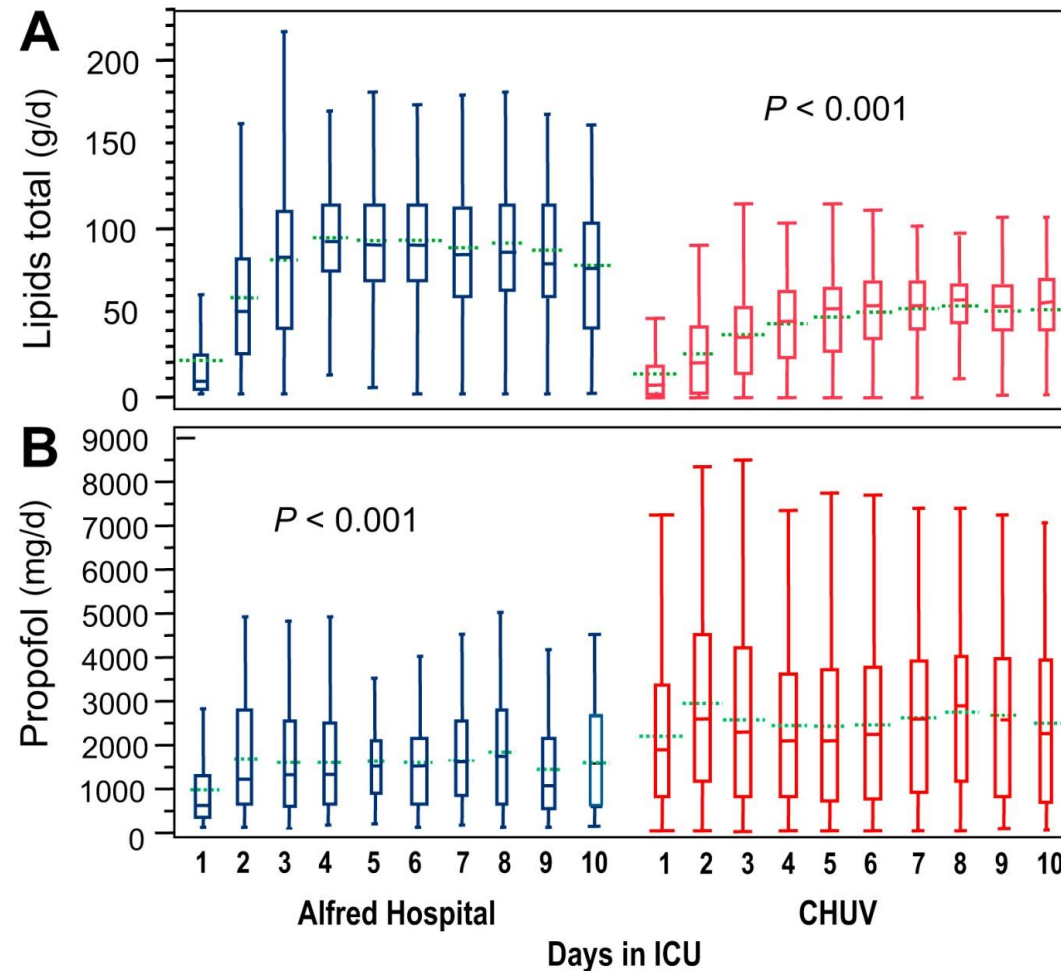 A
Lipids total (g/d)
200
150
100
50
0
P < 0.001
B
Propofol (mg/d)
9000
8000
7000
6000
5000
4000
3000
2000
1000
0
P < 0.001
1 2 3 4 5 6 7 8 9 10 1 2 3 4 5 6 7 8 9 10
Alfred Hospital CHUV
Days in ICU